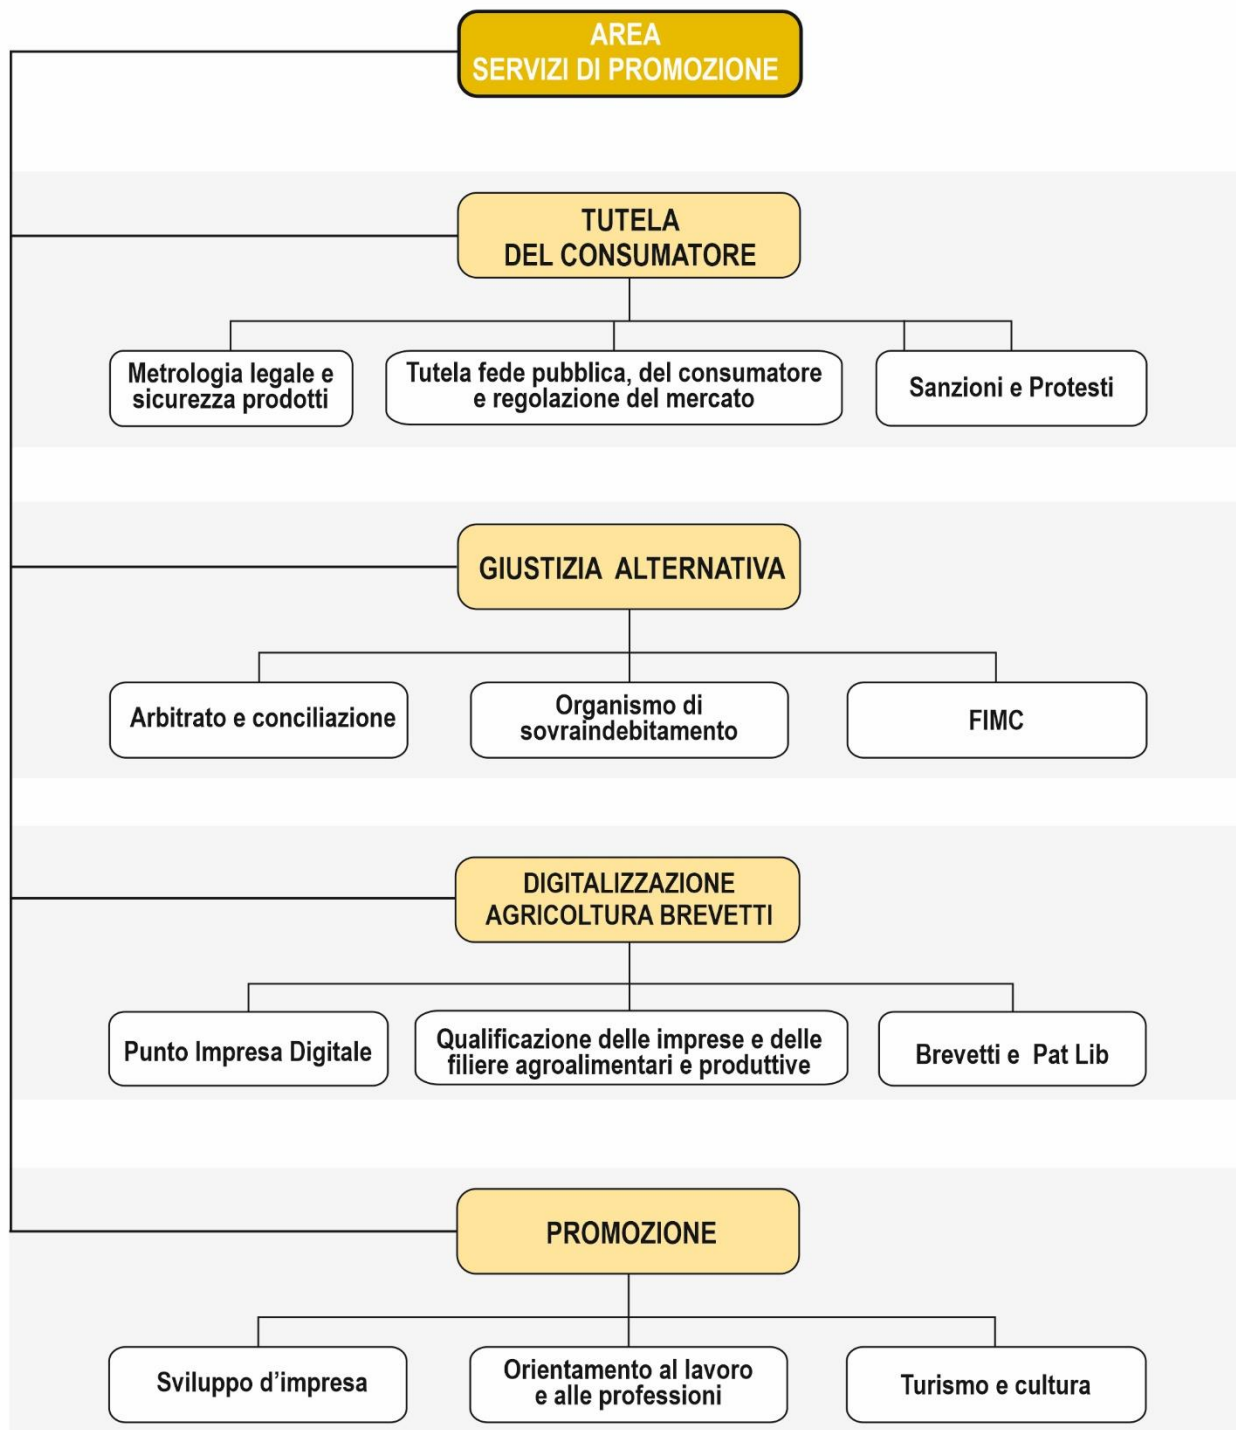 AREA
SERVIZI DI PROMOZIONE
TUTELA
DEL CONSUMATORE
Metrologia legale e
sicurezza prodotti
Tutela fede pubblica, del consumatore
e regolazione del mercato
Sanzioni e Protesti
GIUSTIZIA ALTERNATIVA
Arbitrato e conciliazione
Organismo di
sovraindebitamento
FIMC
DIGITALIZZAZIONE
AGRICOLTURA BREVETTI
Punto Impresa Digitale
Qualificazione delle imprese e delle
filiere agroalimentari e produttive
Brevetti e Pat Lib
PROMOZIONE
Sviluppo d'impresa
Orientamento al lavoro
e alle professioni
Turismo e cultura